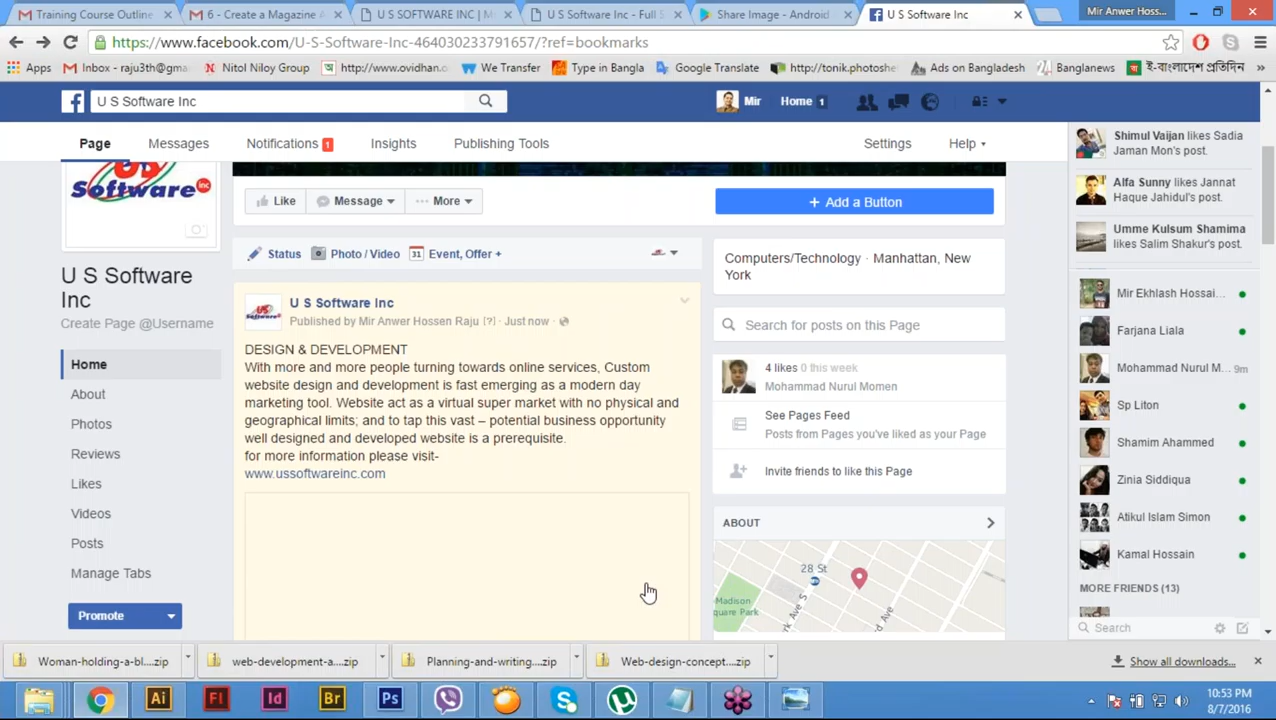 Training Course Outline
6 - Create a Magazine A
U S SOFTWARE INC | M
U S Software Inc - Full S
Share Image - Android
U S Software Inc
Mir Anwer Hoss...
https://www.facebook.com/U-S-Software-Inc-464030233791657/?ref=bookmarks
Apps
Inbox - raju3th@gm
Nitol Niloy Group
http://www.ovidhan.
We Transfer
Type in Bangla
Google Translate
http://tonik.photoshe
Ads on Bangladesh
Banglanews
ই-বাংলাদেশ প্রতিদিন
U S Software Inc
Mir
Home 1
Page
Messages
Notifications 1
Insights
Publishing Tools
Settings
Help
US
Software inc
Like
Message
More
+ Add a Button
Status
Photo / Video
31 Event, Offer +
U S Software Inc
Create Page @Username
Home
About
Photos
Reviews
Likes
Videos
Posts
Manage Tabs
Promote
U S Software Inc
Published by Mir Anwer Hossen Raju [?] · Just now ·
DESIGN & DEVELOPMENT
With more and more people turning towards online services, Custom
website design and development is fast emerging as a modern day
marketing tool. Website act as a virtual super market with no physical and
geographical limits; and to tap this vast – potential business opportunity
well designed and developed website is a prerequisite.
for more information please visit-
www.ussoftwareinc.com
Computers/Technology · Manhattan, New
York
Search for posts on this Page
4 likes 0 this week
Mohammad Nurul Momen
See Pages Feed
Posts from Pages you've liked as your Page
Invite friends to like this Page
ABOUT
28 St
Madison
Square Park
Park Ave S
Shimul Vaijan likes Sadia
Jaman Mon's post.
Alfa Sunny likes Jannat
Haque Jahidul's post.
Umme Kulsum Shamima
likes Salim Shakur's post.
Mir Ekhlash Hossai...
Farjana Liala
Mohammad Nurul M... 9m
Sp Liton
Shamim Ahammed
Zinia Siddiqua
Atikul Islam Simon
Kamal Hossain
MORE FRIENDS (13)
Search
Woman-holding-a-bl....zip
web-development-a....zip
Planning-and-writing....zip
Web-design-concept....zip
Show all downloads...
Ai
Fl
Id
Br
Ps
10:53 PM
8/7/2016